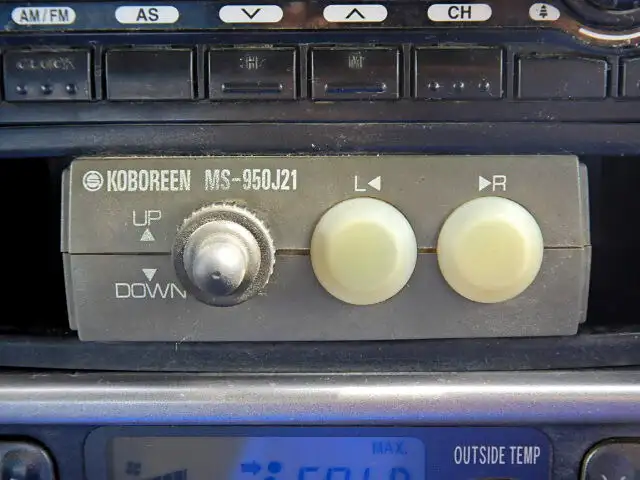 AM/FM AS CH
CLOCK H M
KOBOREEN MS-950J21
L◀ ▶R
UP
▲
▼
DOWN
MAX.
OUTSIDE TEMP